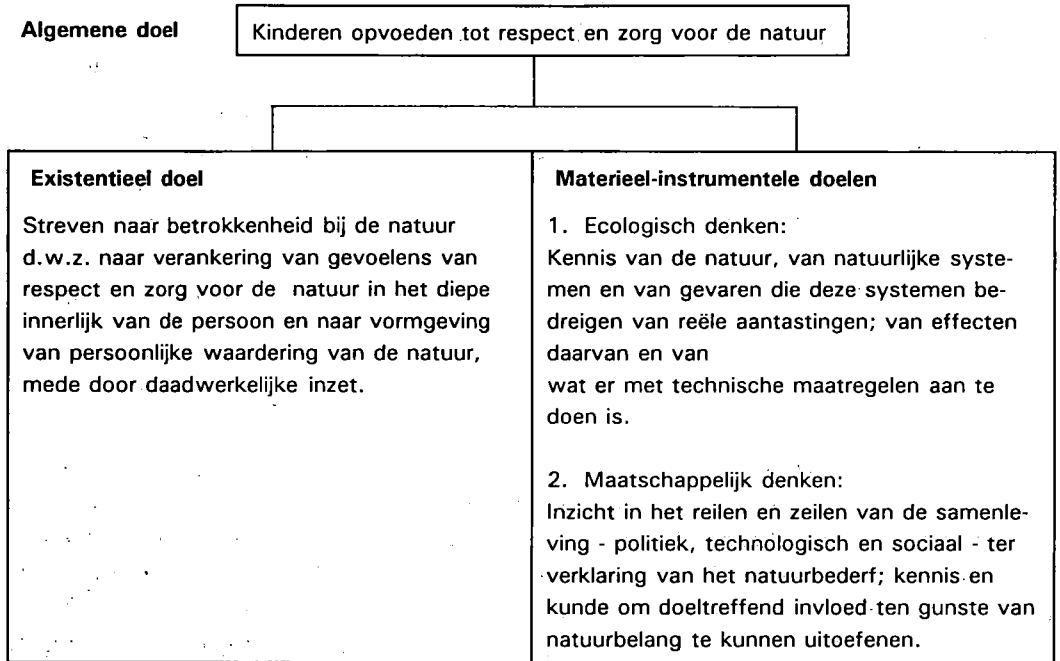 Algemene doel
Kinderen opvoeden tot respect en zorg voor de natuur
Existentieel doel
Streven naar betrokkenheid bij de natuur
d.w.z. naar verankering van gevoelens van
respect en zorg voor de natuur in het diepe
innerlijk van de persoon en naar vormgeving
van persoonlijke waardering van de natuur,
mede door daadwerkelijke inzet.
Materieel-instrumentele doelen
1. Ecologisch denken:
Kennis van de natuur, van natuurlijke syste-
men en van gevaren die deze systemen be-
dreigen van reële aantastingen; van effecten
daarvan en van
wat er met technische maatregelen aan te
doen is.
2. Maatschappelijk denken:
Inzicht in het reilen en zeilen van de samenle-
ving - politiek, technologisch en sociaal - ter
verklaring van het natuurbederf; kennis en
kunde om doeltreffend invloed ten gunste van
natuurbelang te kunnen uitoefenen.